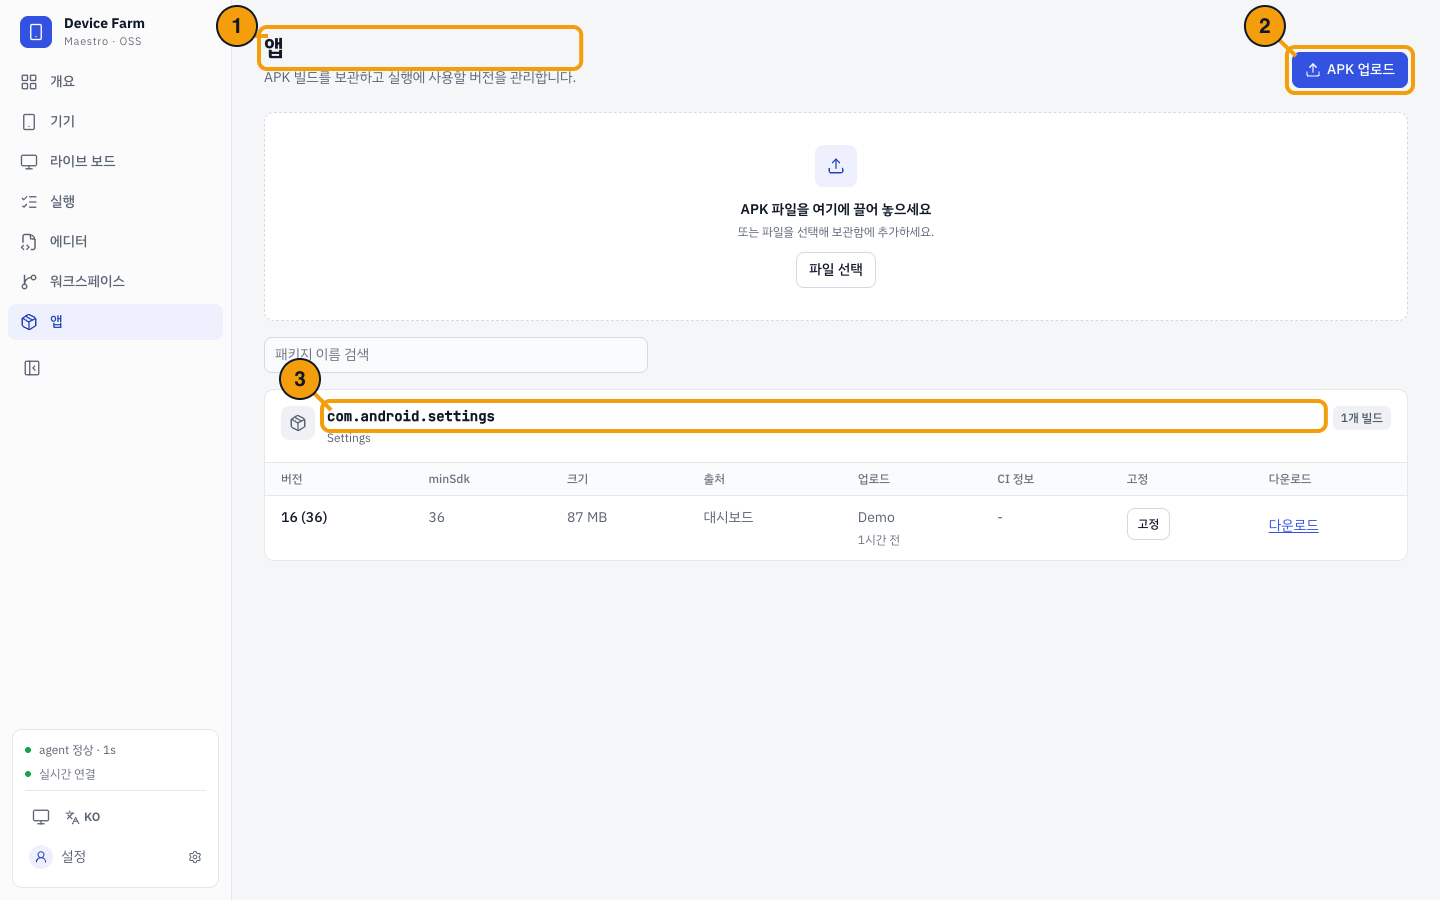 Device Farm
Maestro · OSS
개요
기기
라이브 보드
실행
에디터
워크스페이스
앱
agent 정상 · 1s
실시간 연결
KO
설정
1
앱
APK 빌드를 보관하고 실행에 사용할 버전을 관리합니다.
2
APK 업로드
APK 파일을 여기에 끌어 놓으세요
또는 파일을 선택해 보관함에 추가하세요.
파일 선택
패키지 이름 검색
3
com.android.settings
Settings
1개 빌드
버전 minSdk 크기 출처 업로드 CI 정보 고정 다운로드
16 (36) 36 87 MB 대시보드 Demo - 고정 다운로드
1시간 전